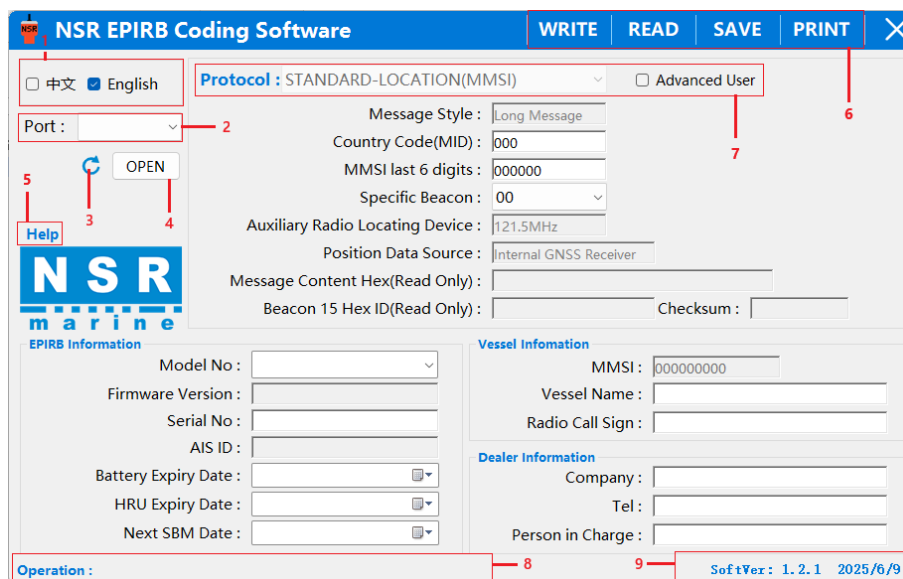 NSR NSR EPIRB Coding Software WRITE READ SAVE PRINT
1
中文 English
Protocol : STANDARD-LOCATION(MMSI) Advanced User
6
7
Message Style : Long Message
Port : 2
Country Code(MID) : 000
OPEN
MMSI last 6 digits : 000000
5 3 4
Specific Beacon : 00
Help
Auxiliary Radio Locating Device : 121.5MHz
Position Data Source : Internal GNSS Receiver
NSR
marine
Message Content Hex(Read Only) :
Beacon 15 Hex ID(Read Only) : Checksum :
EPIRB Information
Model No :
Firmware Version :
Serial No :
AIS ID :
Battery Expiry Date :
HRU Expiry Date :
Next SBM Date :
Vessel Infomation
MMSI : 000000000
Vessel Name :
Radio Call Sign :
Dealer Information
Company :
Tel :
Person in Charge :
Operation : 8 9 SoftVer: 1.2.1 2025/6/9